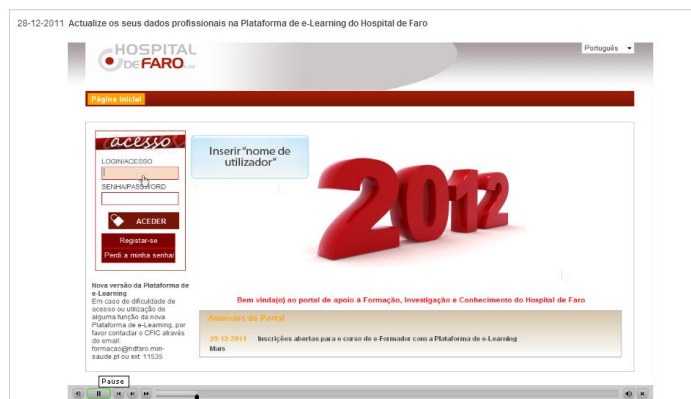 28-12-2011 Actualize os seus dados profissionais na Plataforma de e-Learning do Hospital de Faro
HOSPITAL
DE FARO
Português
Página Inicial
acesso
LOGIN/ACESSO
SENHA/PASSWORD
ACEDER
Registar-se
Perdi a minha senha!
Inserir "nome de
utilizador"
2012
Nova versão da Plataforma de
e-Learning
Em caso de dificuldade de
acesso ou utilização de
alguma função da nova
Plataforma de e-Learning, por
favor contactar o CFIC através
do email:
formacao@hdfaro.min-
saude.pt ou ext: 11535
Bem vinda(o) ao portal de apoio à Formação, Investigação e Conhecimento do Hospital de Faro
Anúncios do Portal
29-12-2011 Inscrições abertas para o curso de e-Formador com a Plataforma de e-Learning
Mais
Pause